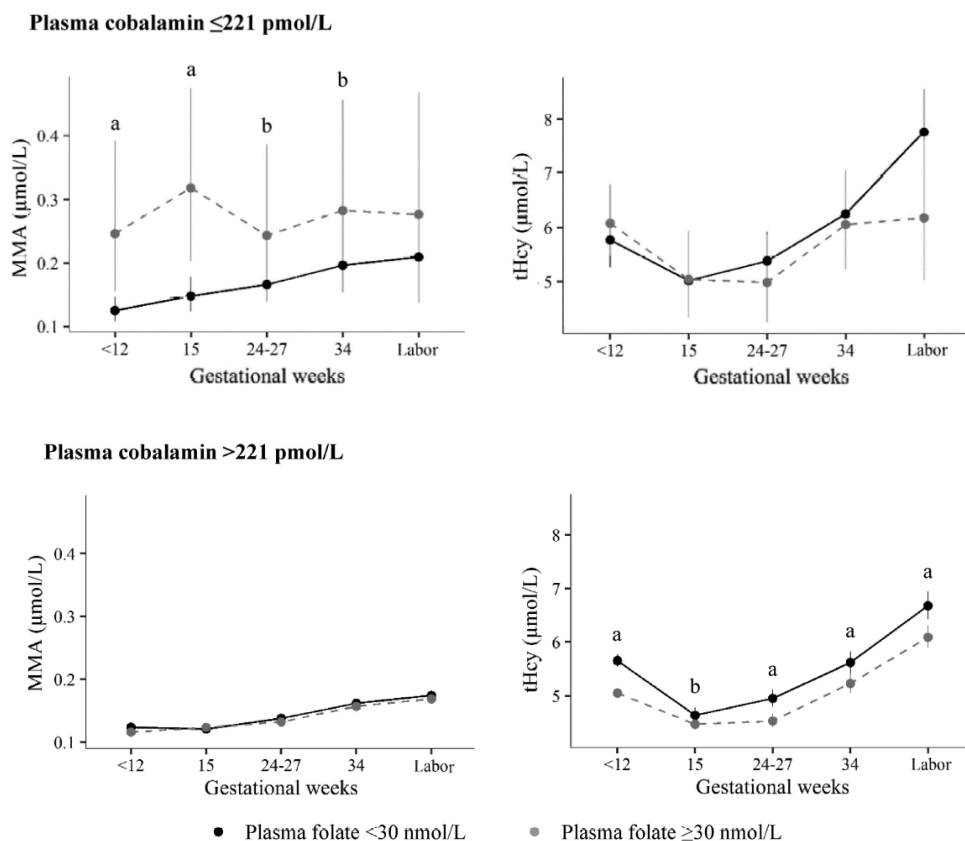 Plasma cobalamin ≤221 pmol/L
a
a
b
b
MMA (µmol/L)
0.4
0.3
0.2
0.1
<12
15
24-27
34
Labor
Gestational weeks
tHcy (µmol/L)
8
7
6
5
<12
15
24-27
34
Labor
Gestational weeks
Plasma cobalamin >221 pmol/L
MMA (µmol/L)
0.4
0.3
0.2
0.1
<12
15
24-27
34
Labor
Gestational weeks
a
b
a
a
a
tHcy (µmol/L)
8
7
6
5
<12
15
24-27
34
Labor
Gestational weeks
Plasma folate <30 nmol/L
Plasma folate ≥30 nmol/L